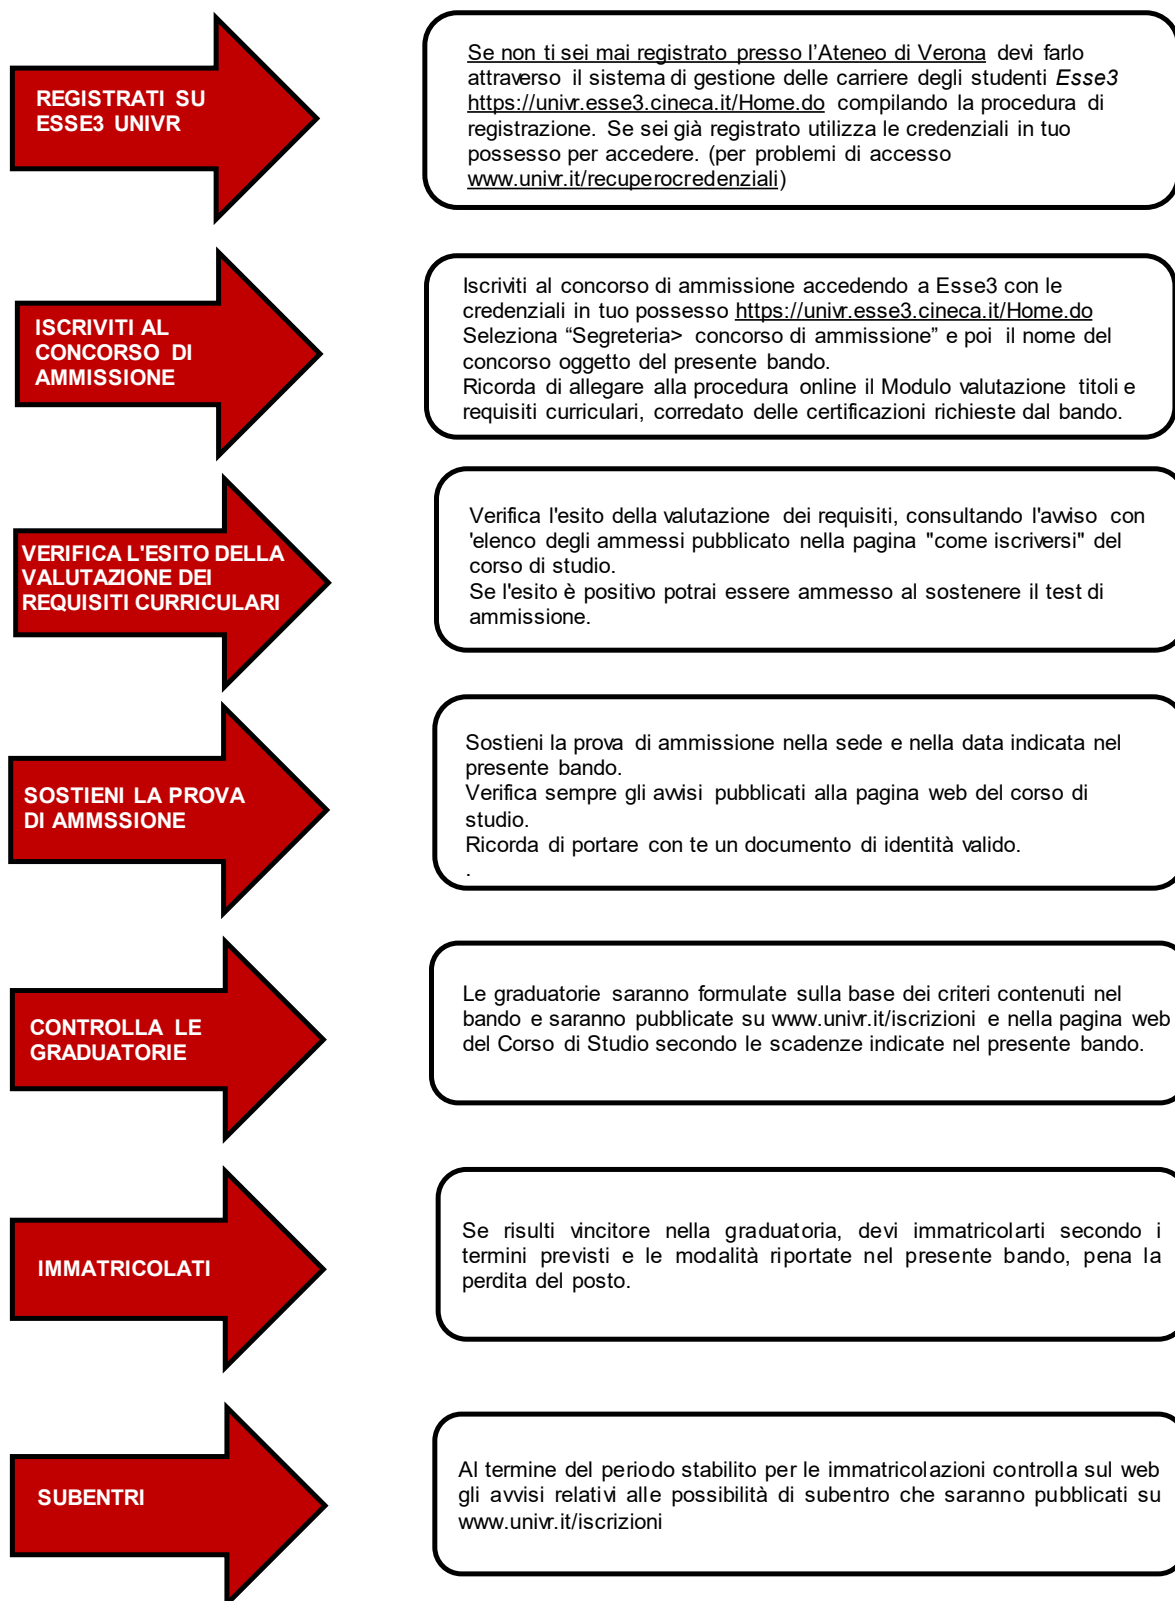 REGISTRATI SU
ESSE3 UNIVR
Se non ti sei mai registrato presso l'Ateneo di Verona devi farlo
attraverso il sistema di gestione delle carriere degli studenti Esse3
https://univr.esse3.cineca.it/Home.do compilando la procedura di
registrazione. Se sei già registrato utilizza le credenziali in tuo
possesso per accedere. (per problemi di accesso
www.univr.it/recuperocredenziali)
ISCRIVITI AL
CONCORSO DI
AMMISSIONE
Iscriviti al concorso di ammissione accedendo a Esse3 con le
credenziali in tuo possesso https://univr.esse3.cineca.it/Home.do
Seleziona “Segreteria> concorso di ammissione” e poi il nome del
concorso oggetto del presente bando.
Ricorda di allegare alla procedura online il Modulo valutazione titoli e
requisiti curriculari, corredato delle certificazioni richieste dal bando.
VERIFICA L'ESITO DELLA
VALUTAZIONE DEI
REQUISITI CURRICULARI
Verifica l'esito della valutazione dei requisiti, consultando l'avviso con
'elenco degli ammessi pubblicato nella pagina "come iscriversi" del
corso di studio.
Se l'esito è positivo potrai essere ammesso al sostenere il test di
ammissione.
SOSTIENI LA PROVA
DI AMMSSIONE
Sostieni la prova di ammissione nella sede e nella data indicata nel
presente bando.
Verifica sempre gli avvisi pubblicati alla pagina web del corso di
studio.
Ricorda di portare con te un documento di identità valido.
.
CONTROLLA LE
GRADUATORIE
Le graduatorie saranno formulate sulla base dei criteri contenuti nel
bando e saranno pubblicate su www.univr.it/iscrizioni e nella pagina web
del Corso di Studio secondo le scadenze indicate nel presente bando.
IMMATRICOLATI
Se risulti vincitore nella graduatoria, devi immatricolarti secondo i
termini previsti e le modalità riportate nel presente bando, pena la
perdita del posto.
SUBENTRI
Al termine del periodo stabilito per le immatricolazioni controlla sul web
gli avvisi relativi alle possibilità di subentro che saranno pubblicati su
www.univr.it/iscrizioni